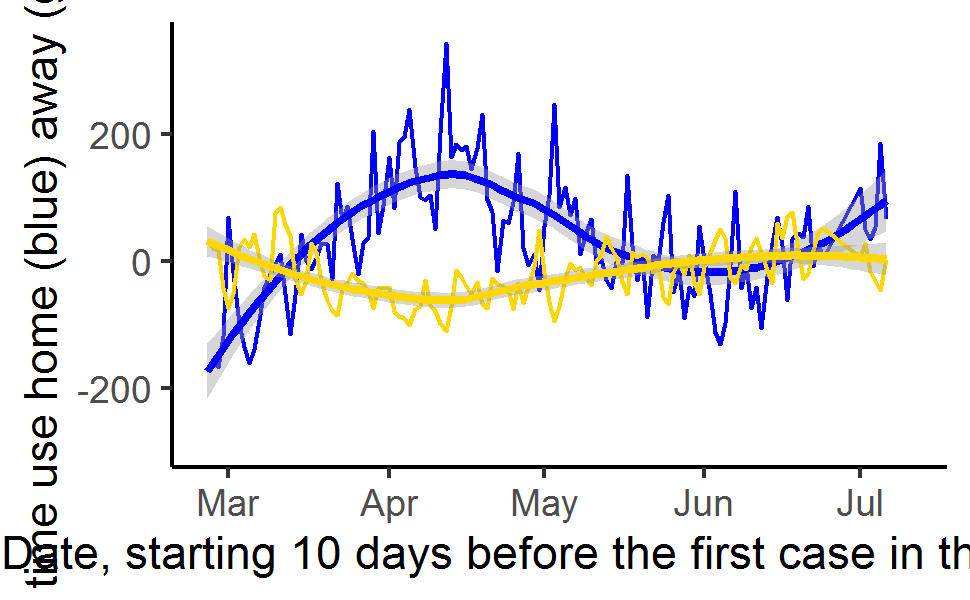 time use home (blue) away (
200
0
-200
Mar Apr May Jun Jul
Date, starting 10 days before the first case in th